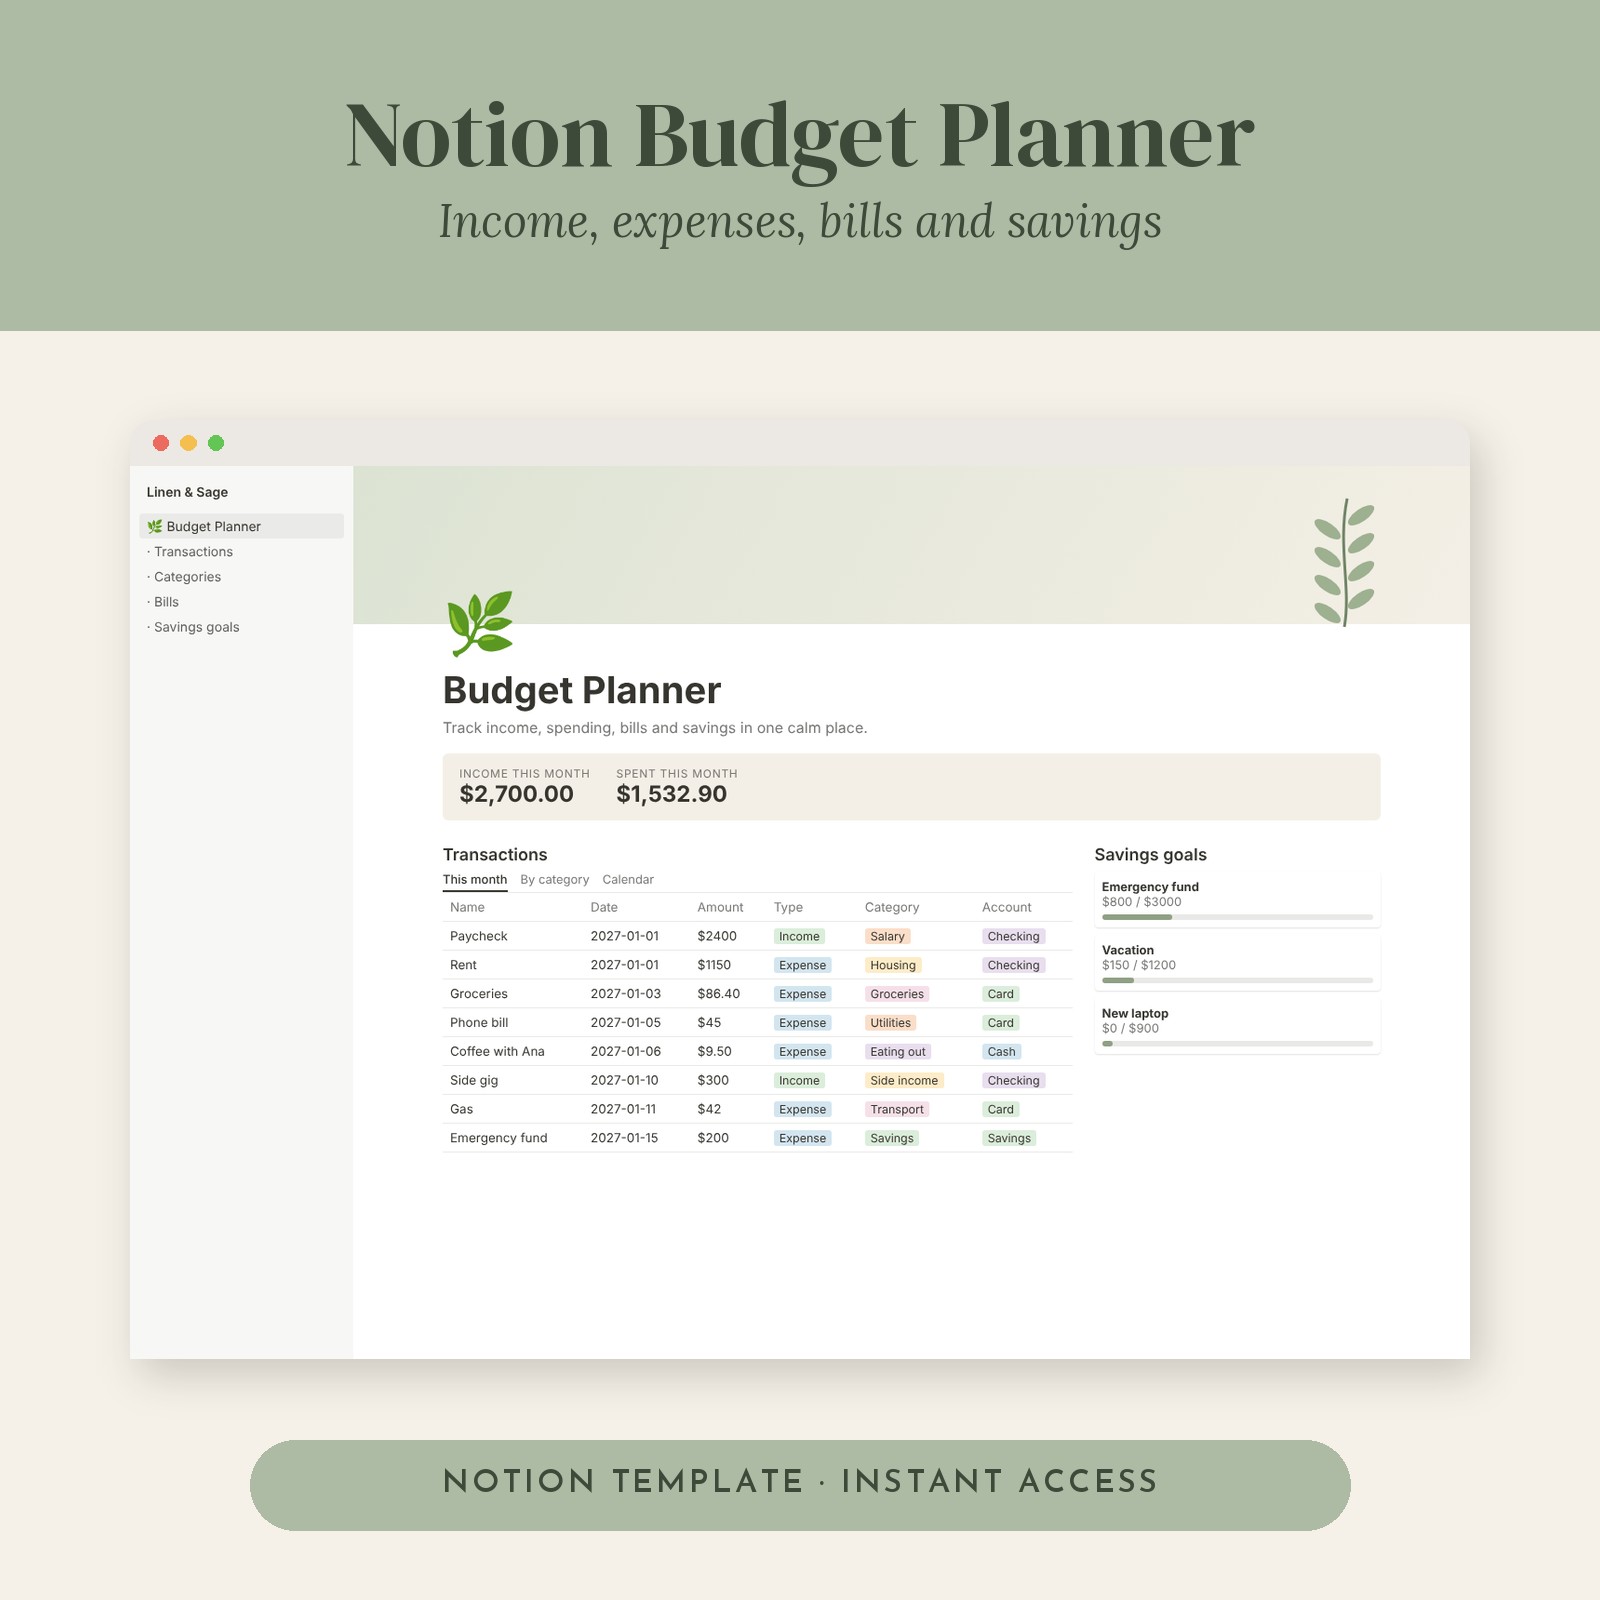 Notion Budget Planner
Income, expenses, bills and savings
Linen & Sage
Budget Planner
· Transactions
· Categories
· Bills
· Savings goals
Budget Planner
Track income, spending, bills and savings in one calm place.
INCOME THIS MONTH SPENT THIS MONTH
$2,700.00 $1,532.90
Transactions
This month By category Calendar
Name Date Amount Type Category Account
Paycheck 2027-01-01 $2400 Income Salary Checking
Rent 2027-01-01 $1150 Expense Housing Checking
Groceries 2027-01-03 $86.40 Expense Groceries Card
Phone bill 2027-01-05 $45 Expense Utilities Card
Coffee with Ana 2027-01-06 $9.50 Expense Eating out Cash
Side gig 2027-01-10 $300 Income Side income Checking
Gas 2027-01-11 $42 Expense Transport Card
Emergency fund 2027-01-15 $200 Expense Savings Savings
Savings goals
Emergency fund
$800 / $3000
Vacation
$150 / $1200
New laptop
$0 / $900
NOTION TEMPLATE · INSTANT ACCESS